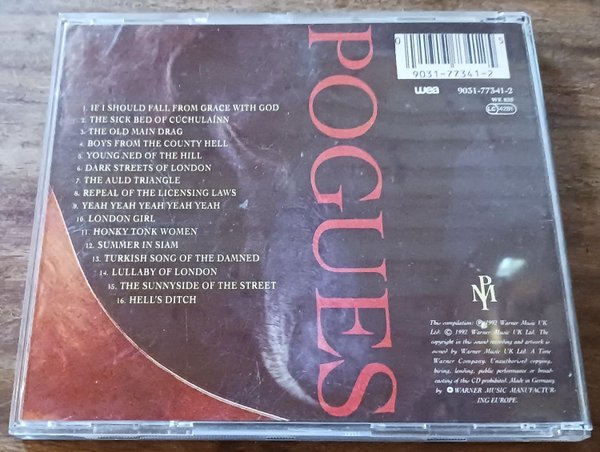 POGUES
0 5
9031-77341-2
wea 9031-77341-2
WE 835
LC 4281
1. IF I SHOULD FALL FROM GRACE WITH GOD
2. THE SICK BED OF CÚCHULAÍNN
3. THE OLD MAIN DRAG
4. BOYS FROM THE COUNTY HELL
5. YOUNG NED OF THE HILL
6. DARK STREETS OF LONDON
7. THE AULD TRIANGLE
8. REPEAL OF THE LICENSING LAWS
9. YEAH YEAH YEAH YEAH YEAH
10. LONDON GIRL
11. HONKY TONK WOMEN
12. SUMMER IN SIAM
13. TURKISH SONG OF THE DAMNED
14. LULLABY OF LONDON
15. THE SUNNYSIDE OF THE STREET
16. HELL'S DITCH
PM
This compilation: ℗ 1992 Warner Music UK
Ltd. © 1992 Warner Music UK Ltd. The
copyright in this sound recording and artwork is
owned by Warner Music UK Ltd. A Time
Warner Company. Unauthorised copying,
hiring, lending, public performance or broad-
casting of this CD prohibited. Made in Germany
by WARNER MUSIC MANUFACTUR-
ING EUROPE.